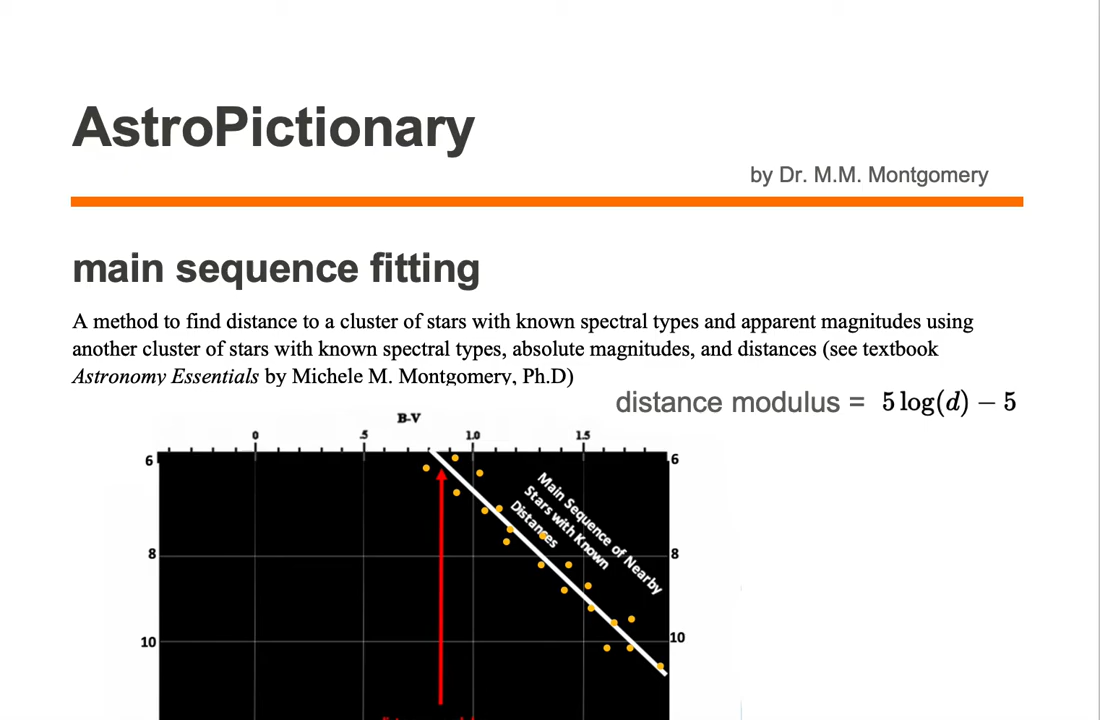 AstroPictionary
by Dr. M.M. Montgomery
main sequence fitting
A method to find distance to a cluster of stars with known spectral types and apparent magnitudes using
another cluster of stars with known spectral types, absolute magnitudes, and distances (see textbook
Astronomy Essentials by Michele M. Montgomery, Ph.D)
distance modulus = 5 log(d) − 5
B-V
0 .5 1.0 1.5
6 6
Main Sequence of Nearby
Stars with Known
Distances
8 8
10 10